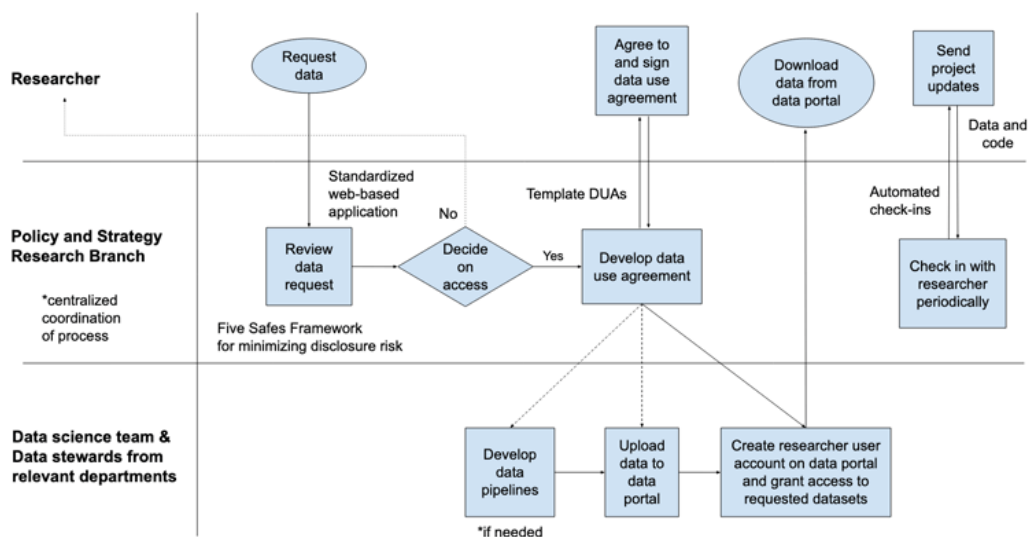 Researcher
Request
data
Agree to
and sign
data use
agreement
Download
data from
data portal
Send
project
updates
Data and
code
Standardized
web-based
application
Template DUAs
Automated
check-ins
No
Policy and Strategy
Research Branch
*centralized
coordination
of process
Review
data
request
Decide
on
access
Yes
Develop data
use agreement
Check in with
researcher
periodically
Five Safes Framework
for minimizing disclosure risk
Data science team &
Data stewards from
relevant departments
Develop
data
pipelines
*if needed
Upload
data to
data
portal
Create researcher user
account on data portal
and grant access to
requested datasets